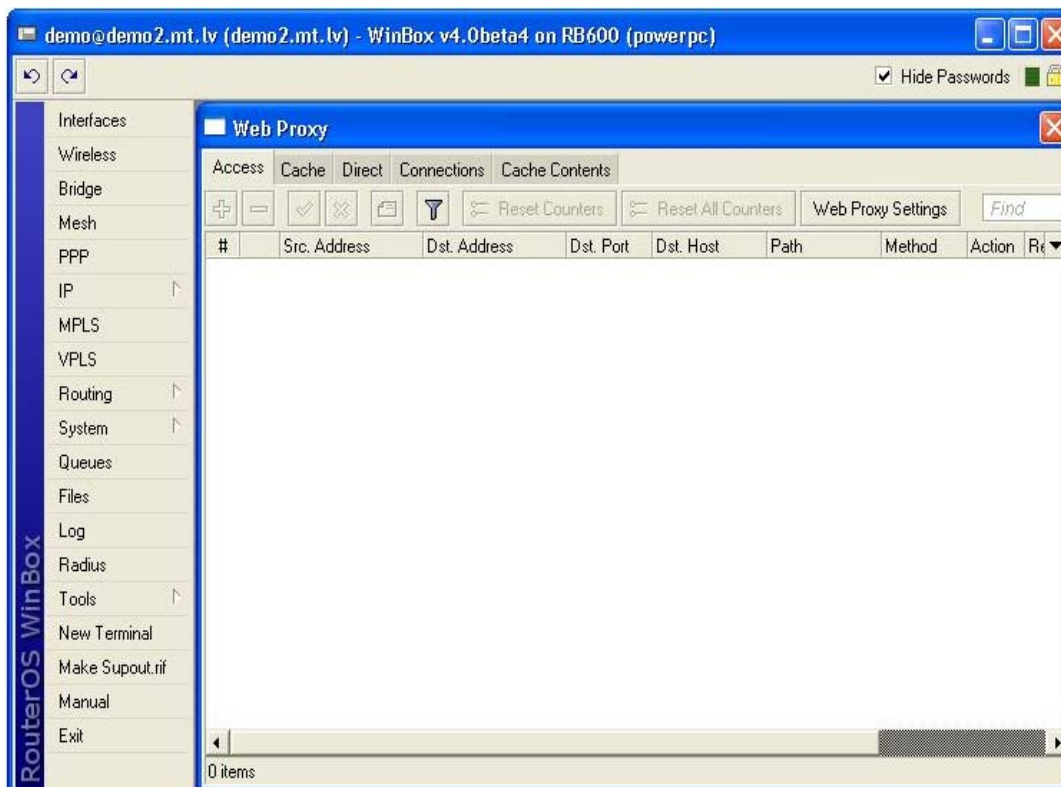 demo@demo2.mt.lv (demo2.mt.lv) - WinBox v4.0beta4 on RB600 (powerpc)
Hide Passwords
Interfaces
Wireless
Bridge
Mesh
PPP
IP
MPLS
VPLS
Routing
System
Queues
Files
Log
Radius
Tools
New Terminal
Make Supout.rif
Manual
Exit
RouterOS WinBox
Web Proxy
Access Cache Direct Connections Cache Contents
Reset Counters Reset All Counters Web Proxy Settings Find
# Src. Address Dst. Address Dst. Port Dst. Host Path Method Action
0 items